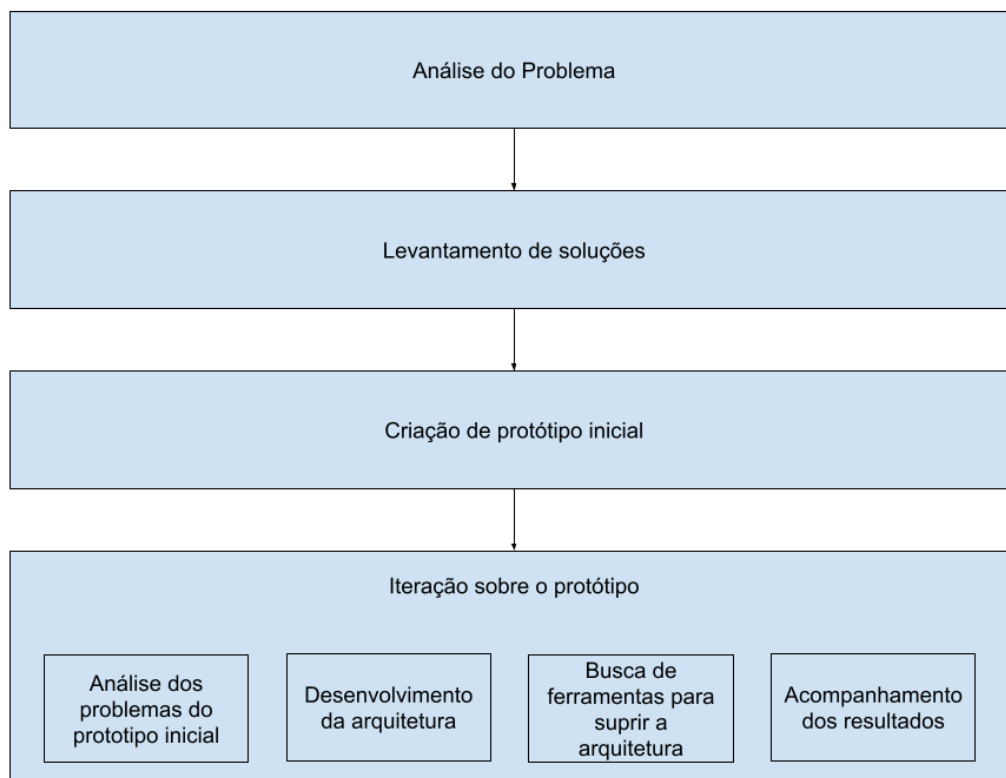 Análise do Problema
Levantamento de soluções
Criação de protótipo inicial
Iteração sobre o protótipo
Análise dos
problemas do
prototipo inicial
Desenvolvimento
da arquitetura
Busca de
ferramentas para
suprir a
arquitetura
Acompanhamento
dos resultados